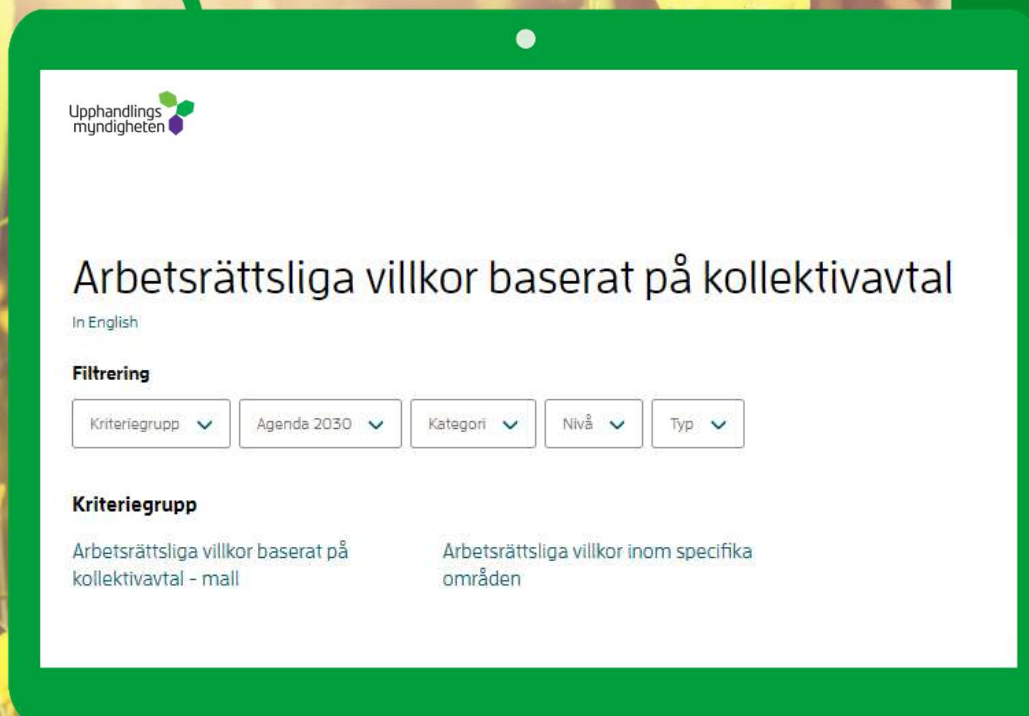 Upphandlings
myndigheten
Arbetsrättsliga villkor baserat på kollektivavtal
In English
Filtrering
Kriteriegrupp Agenda 2030 Kategori Nivå Typ
Kriteriegrupp
Arbetsrättsliga villkor baserat på
kollektivavtal - mall
Arbetsrättsliga villkor inom specifika
områden